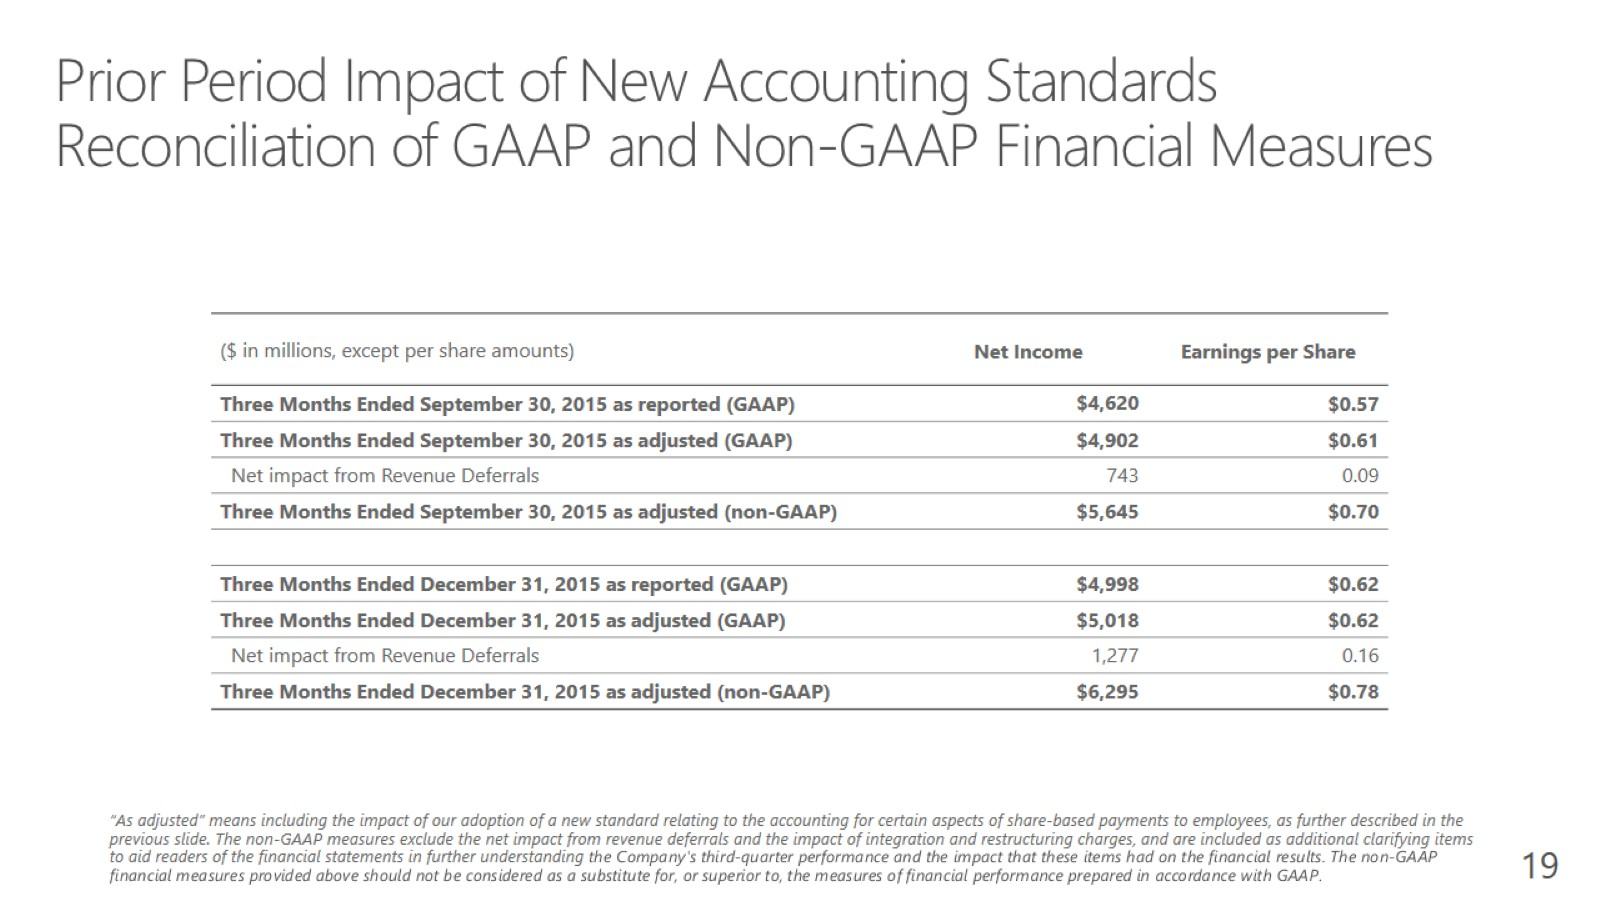 Prior Period Impact of New Accounting Standards
Reconciliation of GAAP and Non-GAAP Financial Measures
($ in millions, except per share amounts) Net Income Earnings per Share
Three Months Ended September 30, 2015 as reported (GAAP) $4,620 $0.57
Three Months Ended September 30, 2015 as adjusted (GAAP) $4,902 $0.61
Net impact from Revenue Deferrals 743 0.09
Three Months Ended September 30, 2015 as adjusted (non-GAAP) $5,645 $0.70
Three Months Ended December 31, 2015 as reported (GAAP) $4,998 $0.62
Three Months Ended December 31, 2015 as adjusted (GAAP) $5,018 $0.62
Net impact from Revenue Deferrals 1,277 0.16
Three Months Ended December 31, 2015 as adjusted (non-GAAP) $6,295 $0.78
"As adjusted" means including the impact of our adoption of a new standard relating to the accounting for certain aspects of share-based payments to employees, as further described in the
previous slide. The non-GAAP measures exclude the net impact from revenue deferrals and the impact of integration and restructuring charges, and are included as additional clarifying items
to aid readers of the financial statements in further understanding the Company's third-quarter performance and the impact that these items had on the financial results. The non-GAAP
financial measures provided above should not be considered as a substitute for, or superior to, the measures of financial performance prepared in accordance with GAAP.
19